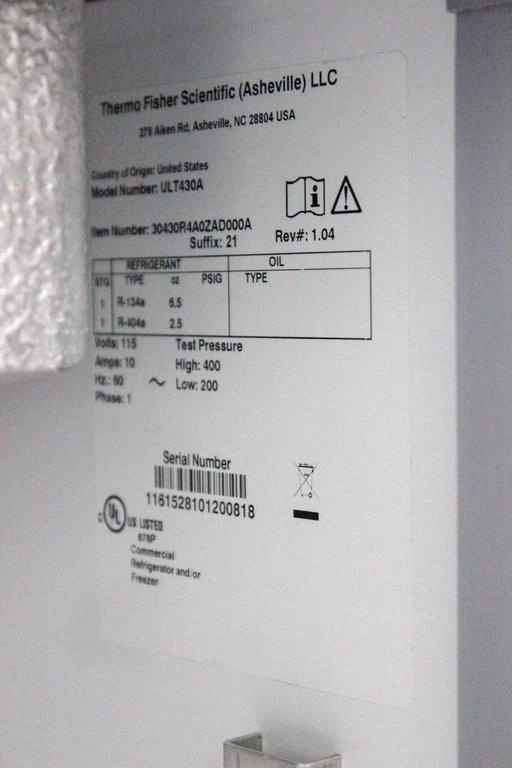 Thermo Fisher Scientific (Asheville) LLC
275 Aiken Rd, Asheville, NC 28804 USA
Country of Origin: United States
Model Number: ULT430A
Item Number: 30430R4A0ZAD000A
Suffix: 21 Rev#: 1.04
REFRIGERANT OIL
STG TYPE oz PSIG TYPE
1 R-134a 6.5
1 R-404a 2.5
Volts: 115 Test Pressure
Amps: 10 High: 400
Hz.: 60 ~ Low: 200
Phase: 1
Serial Number
1161528101200818
C UL US LISTED
678P
Commercial
Refrigerator and/or
Freezer